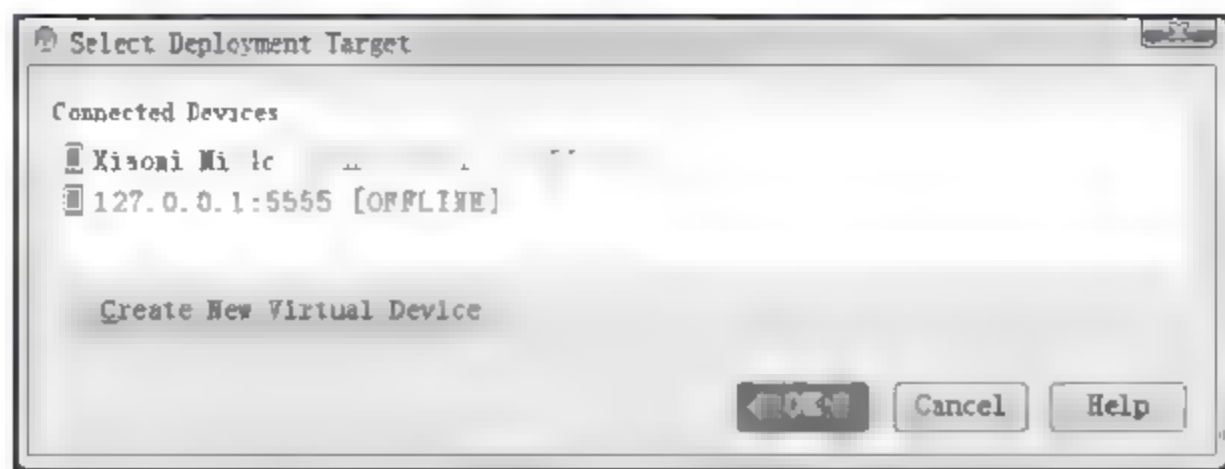 Select Deployment Target
Connected Devices
Xiaomi Mi
127.0.0.1:5555 [OFFLINE]
Create New Virtual Device
OK
Cancel
Help